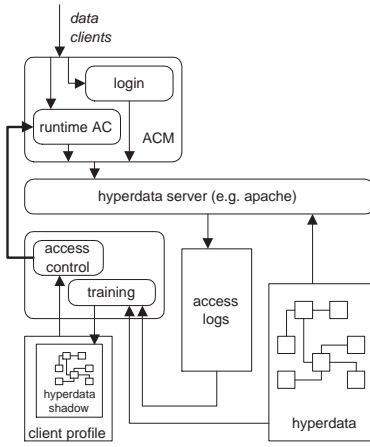 data
clients
login
runtime AC
ACM
hyperdata server (e.g. apache)
access
control
training
access
logs
hyperdata
shadow
client profile
hyperdata